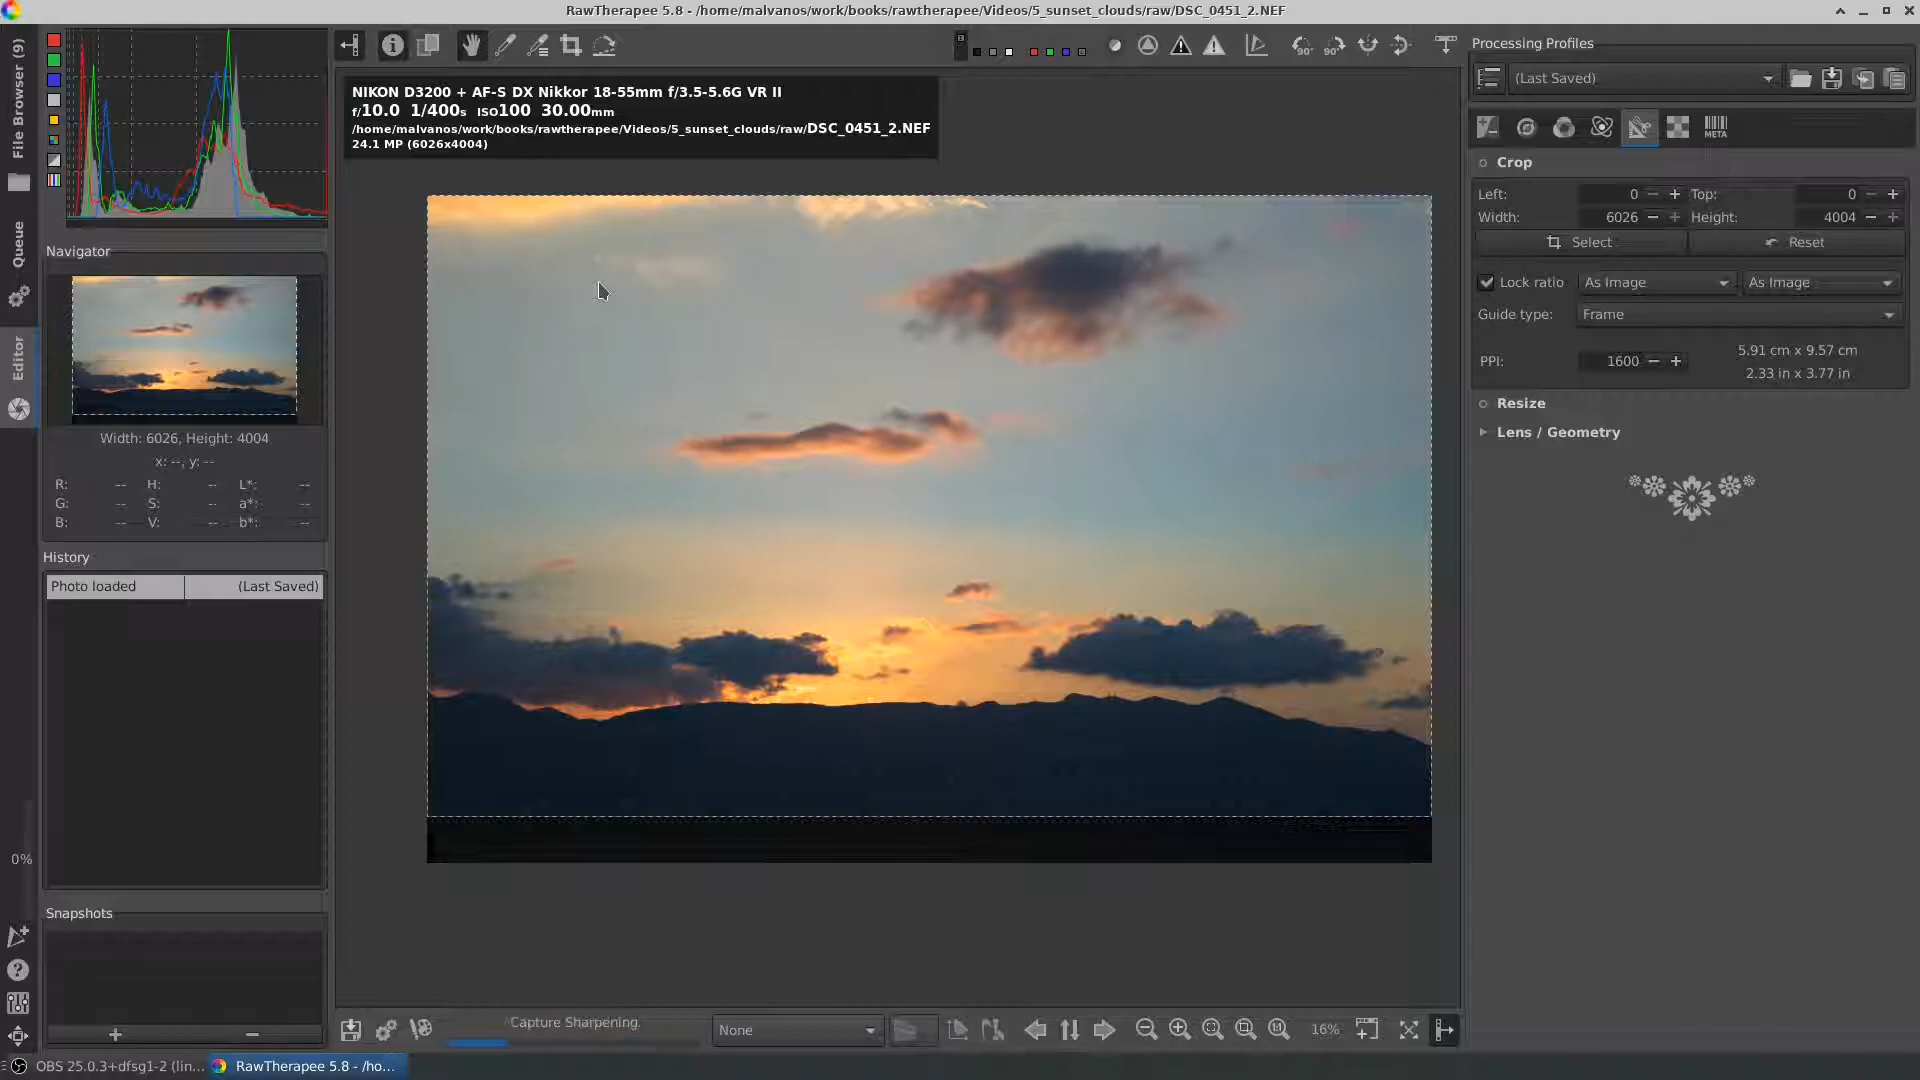 RawTherapee 5.8 - /home/malvanos/work/books/rawtherapee/Videos/5_sunset_clouds/raw/DSC_0451_2.NEF
File Browser (9)
Queue
Editor
0%
NIKON D3200 + AF-S DX Nikkor 18-55mm f/3.5-5.6G VR II
f/10.0 1/400s ISO100 30.00mm
/home/malvanos/work/books/rawtherapee/Videos/5_sunset_clouds/raw/DSC_0451_2.NEF
24.1 MP (6026x4004)
Navigator
Width: 6026, Height: 4004
x: --, y: --
R: -- H: -- L*: --
G: -- S: -- a*: --
B: -- V: -- b*: --
History
Photo loaded (Last Saved)
Snapshots
90° 90°
Processing Profiles
(Last Saved)
META
Crop
Left: 0 Top: 0
Width: 6026 Height: 4004
Select Reset
Lock ratio As Image As Image
Guide type: Frame
PPI: 1600
5.91 cm x 9.57 cm
2.33 in x 3.77 in
Resize
Lens / Geometry
Capture Sharpening.
None
16%
OBS 25.0.3+dfsg1-2 (lin...
RawTherapee 5.8 - /ho...